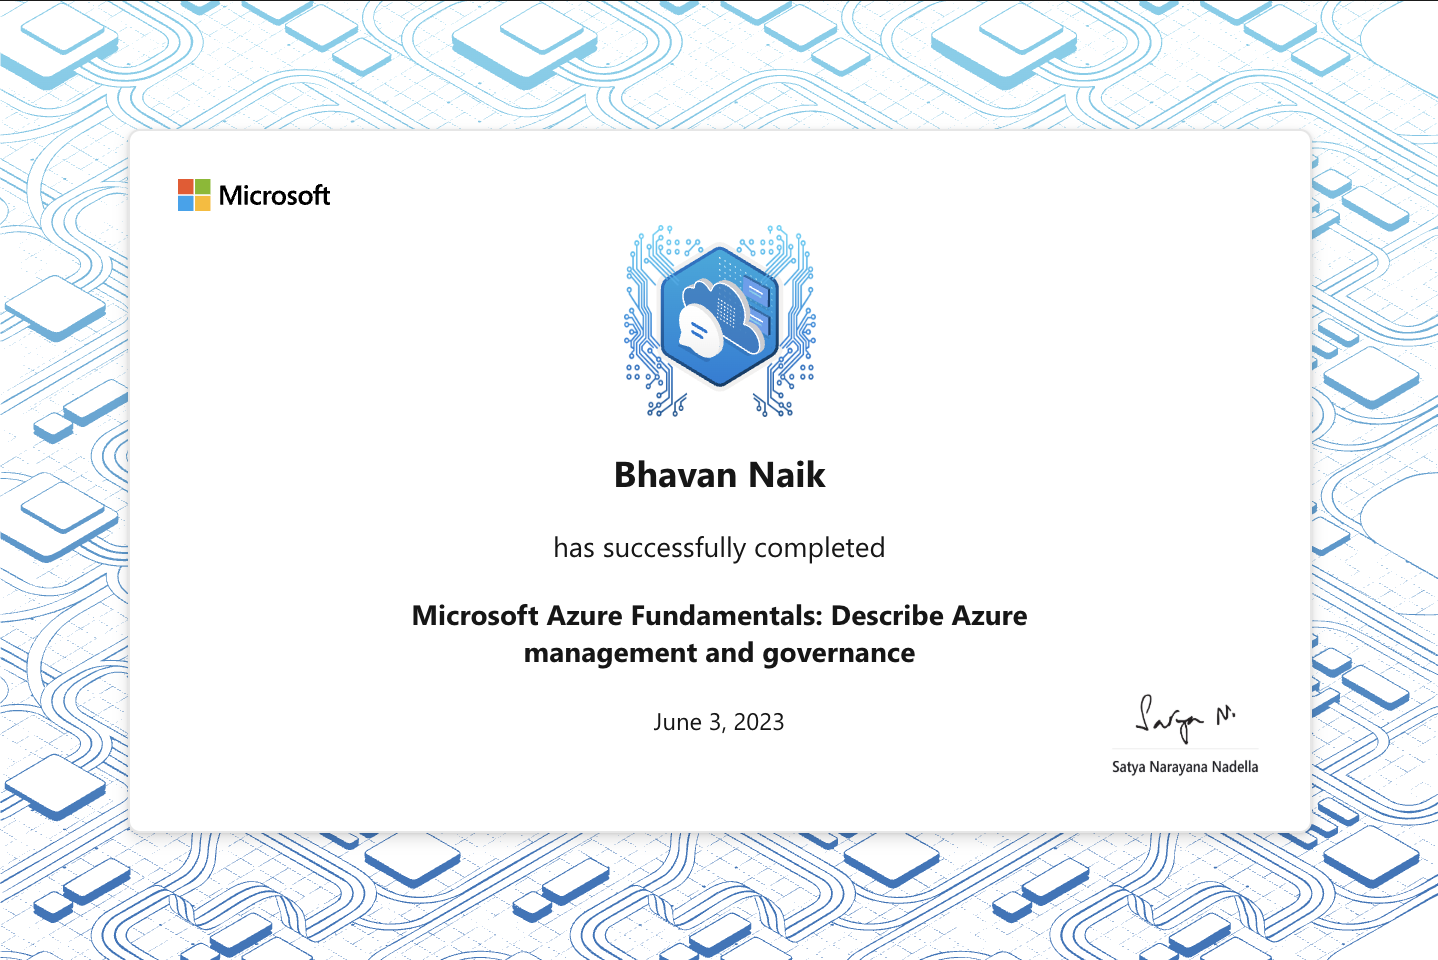 Microsoft
Bhavan Naik
has successfully completed
Microsoft Azure Fundamentals: Describe Azure
management and governance
June 3, 2023
Satya N.
Satya Narayana Nadella